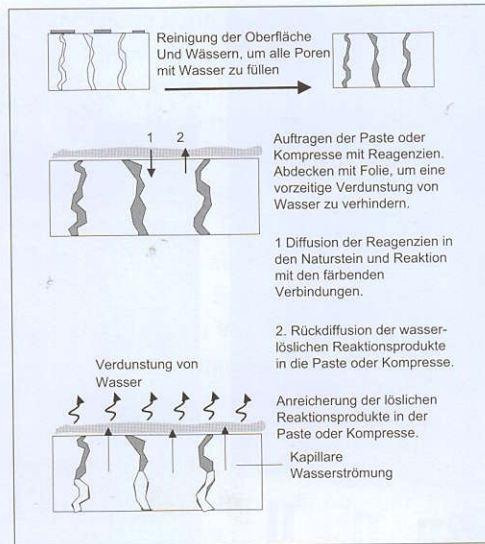 Reinigung der Oberfläche
Und Wässern, um alle Poren
mit Wasser zu füllen
1
2
Auftragen der Paste oder
Kompresse mit Reagenzien.
Abdecken mit Folie, um eine
vorzeitige Verdunstung von
Wasser zu verhindern.
1 Diffusion der Reagenzien in
den Naturstein und Reaktion
mit den färbenden
Verbindungen.
2. Rückdiffusion der wasser-
löslichen Reaktionsprodukte
in die Paste oder Kompresse.
Verdunstung von
Wasser
Anreicherung der löslichen
Reaktionsprodukte in der
Paste oder Kompresse.
Kapillare
Wasserströmung